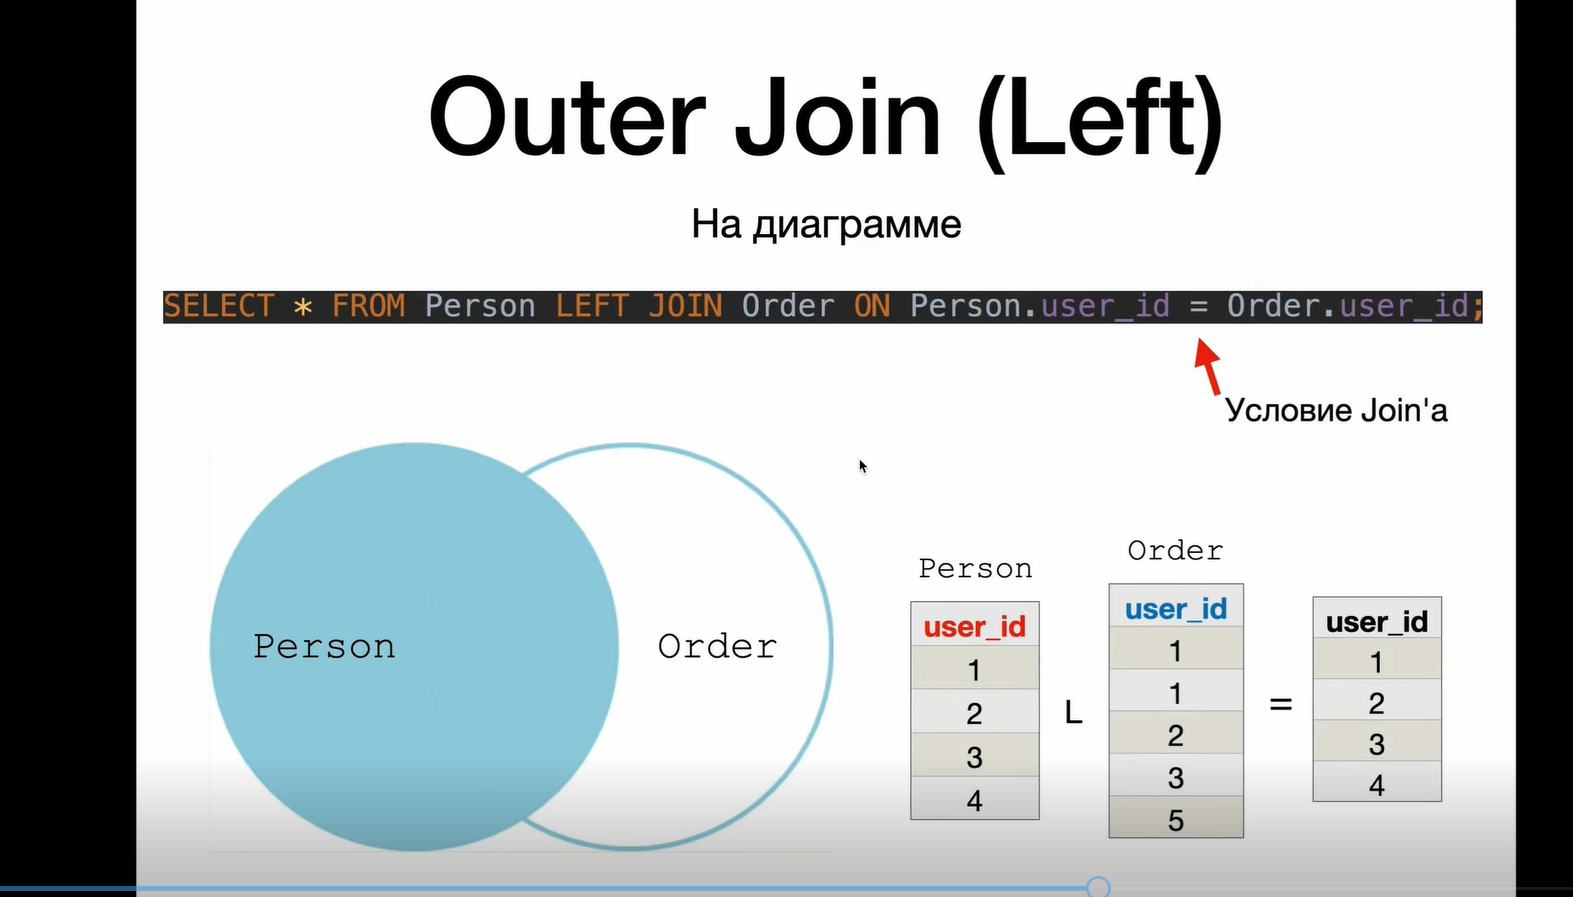 Outer Join (Left)
На диаграмме
SELECT * FROM Person LEFT JOIN Order ON Person.user_id = Order.user_id;
Условие Join'a
Person
Order
Person
user_id
1
2
3
4
L
Order
user_id
1
1
2
3
5
=
user_id
1
2
3
4